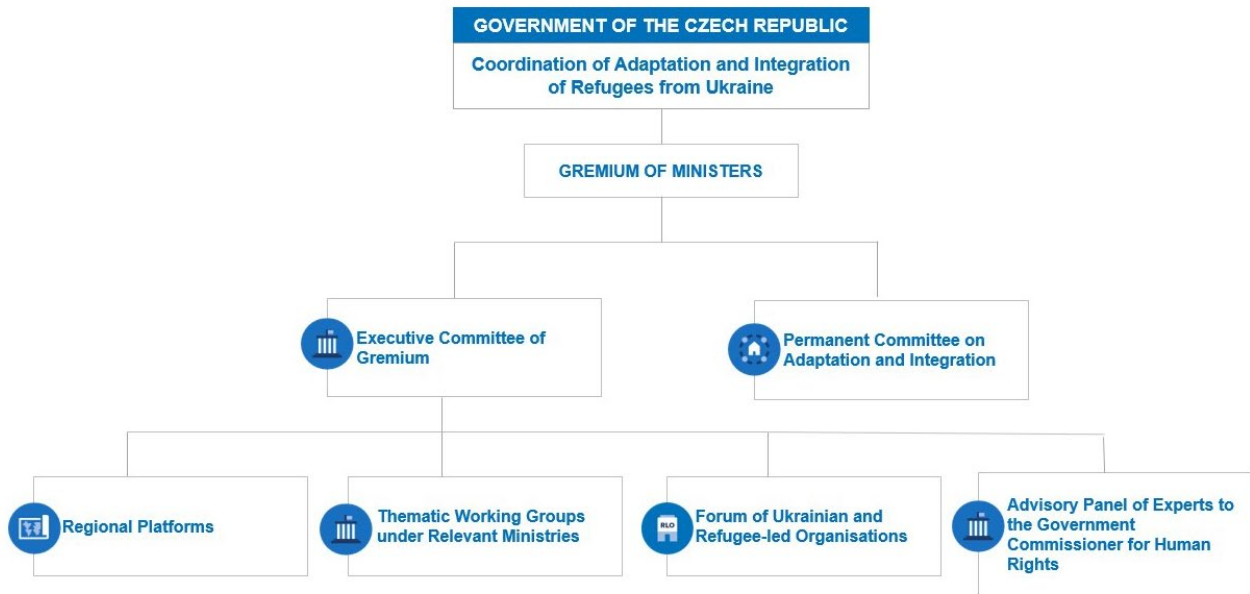 GOVERNMENT OF THE CZECH REPUBLIC
Coordination of Adaptation and Integration
of Refugees from Ukraine
GREMIUM OF MINISTERS
Executive Committee of
Gremium
Permanent Committee on
Adaptation and Integration
Regional Platforms
Thematic Working Groups
under Relevant Ministries
RLO
Forum of Ukrainian and
Refugee-led Organisations
Advisory Panel of Experts to
the Government
Commissioner for Human
Rights